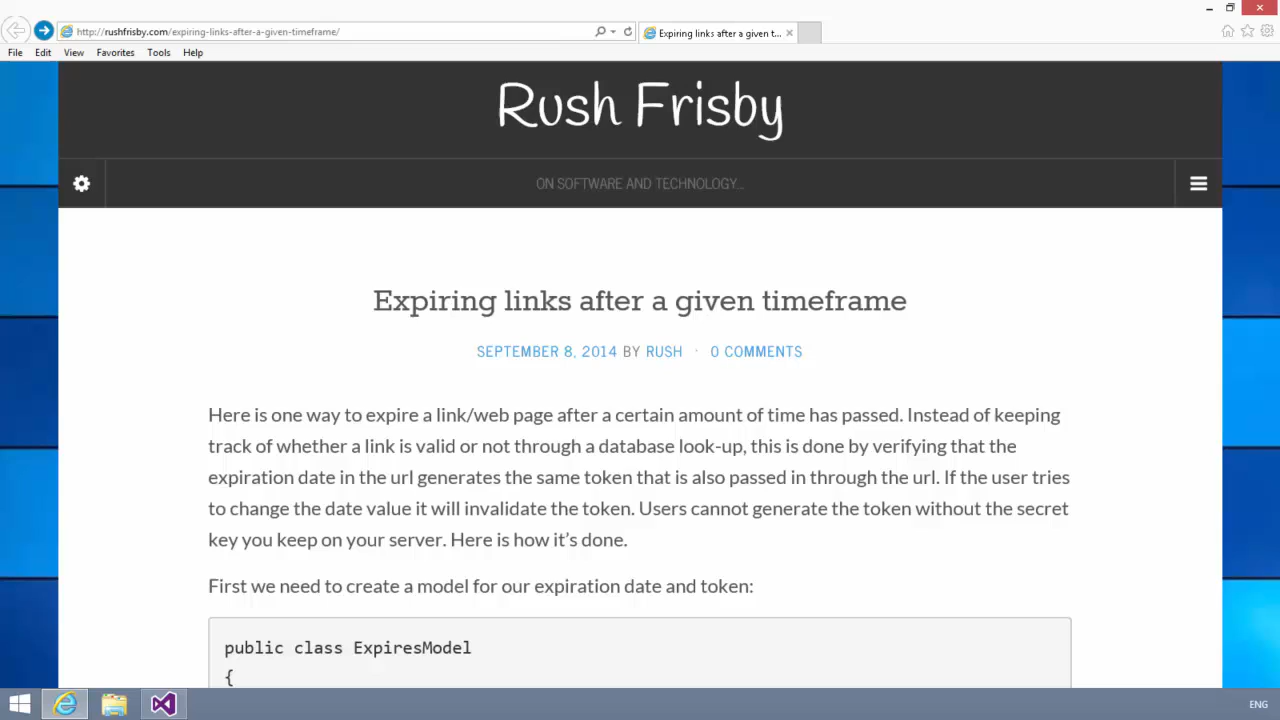 http://rushfrisby.com/expiring-links-after-a-given-timeframe/
Expiring links after a given t...
File Edit View Favorites Tools Help
Rush Frisby
ON SOFTWARE AND TECHNOLOGY...
Expiring links after a given timeframe
SEPTEMBER 8, 2014 BY RUSH · 0 COMMENTS
Here is one way to expire a link/web page after a certain amount of time has passed. Instead of keeping
track of whether a link is valid or not through a database look-up, this is done by verifying that the
expiration date in the url generates the same token that is also passed in through the url. If the user tries
to change the date value it will invalidate the token. Users cannot generate the token without the secret
key you keep on your server. Here is how it’s done.
First we need to create a model for our expiration date and token:
public class ExpiresModel
{
ENG